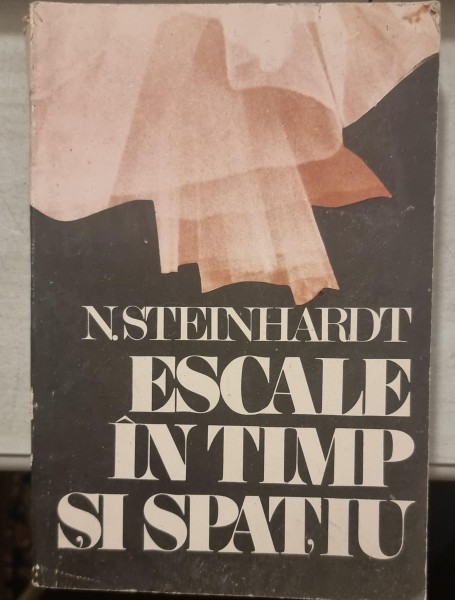 N. STEINHARDT
ESCALE
ÎN TIMP
ȘI SPAȚIU